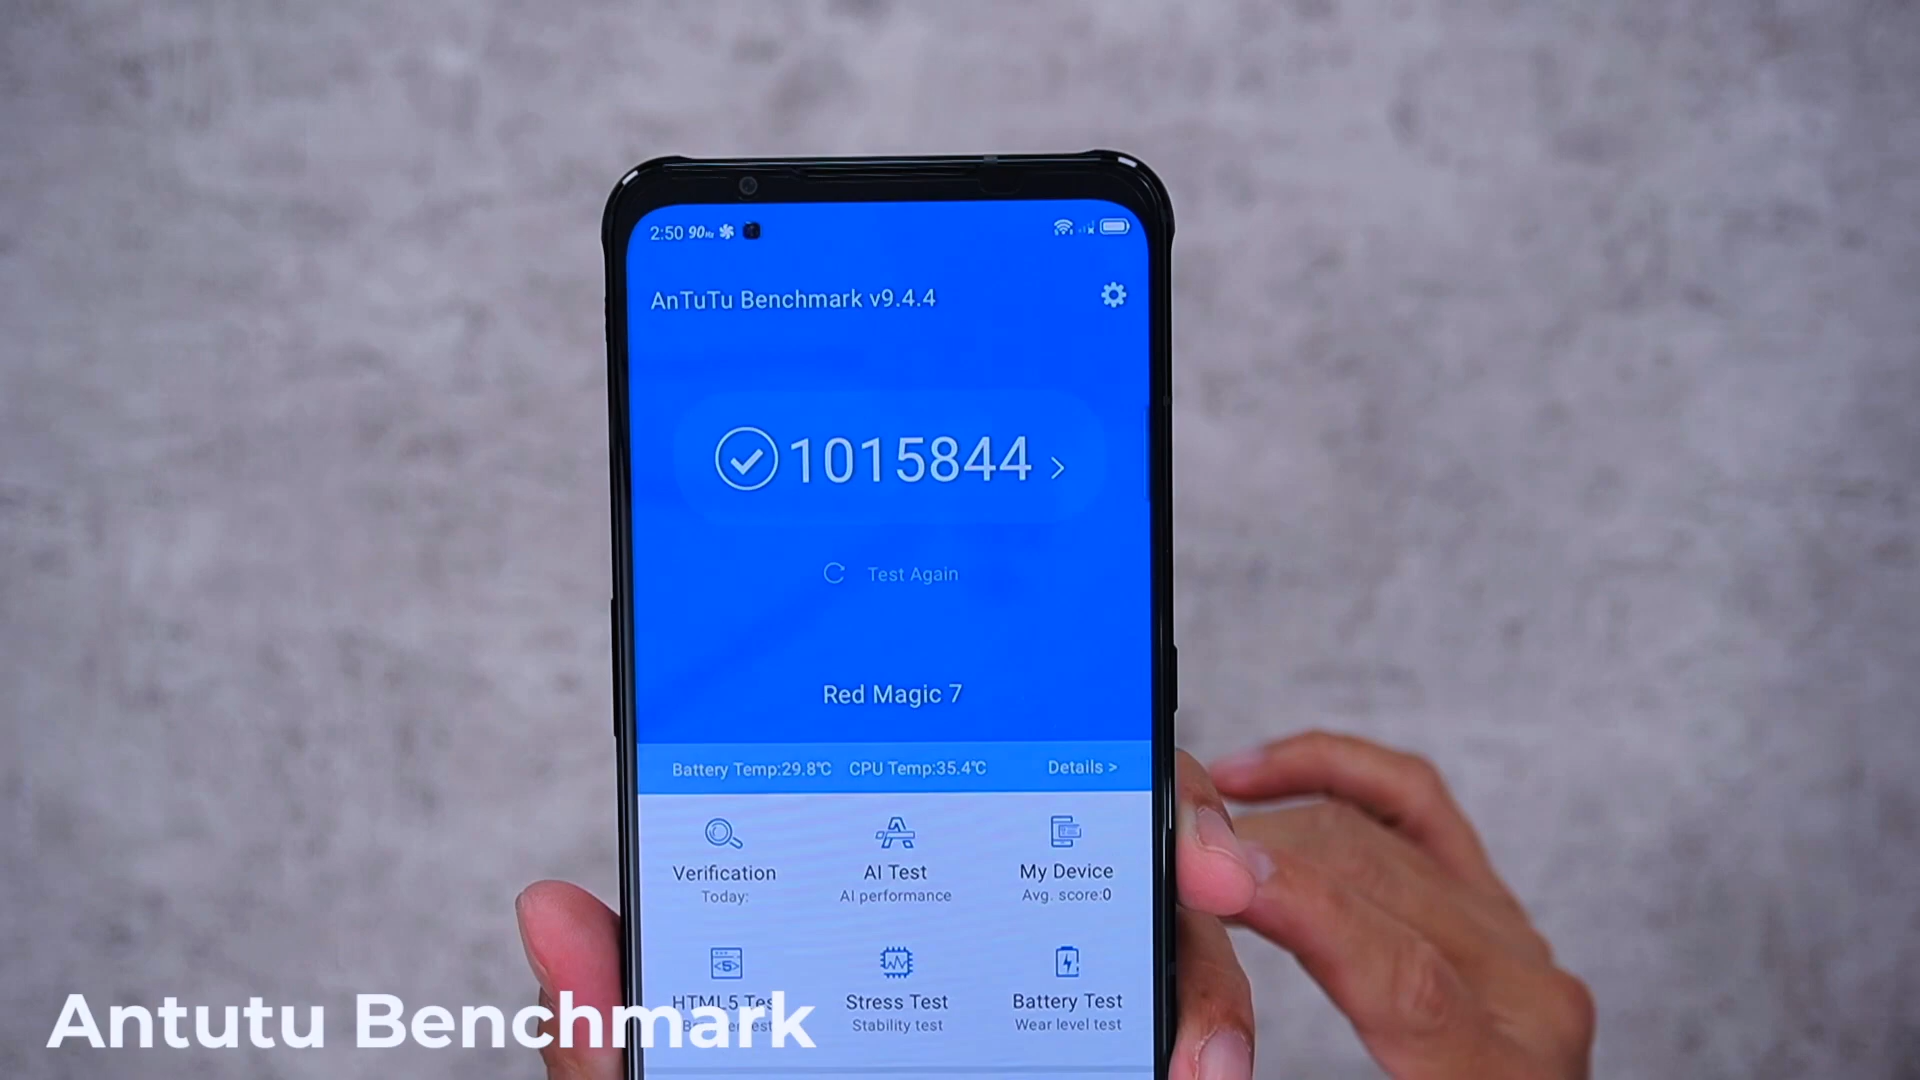 2:50 90Hz
AnTuTu Benchmark v9.4.4
1015844 >
Test Again
Red Magic 7
Battery Temp:29.8℃ CPU Temp:35.4℃ Details >
Verification AI Test My Device
Today: AI performance Avg. score:0
HTML5 Stress Test Battery Test
Stability test Wear level test
Antutu Benchmark